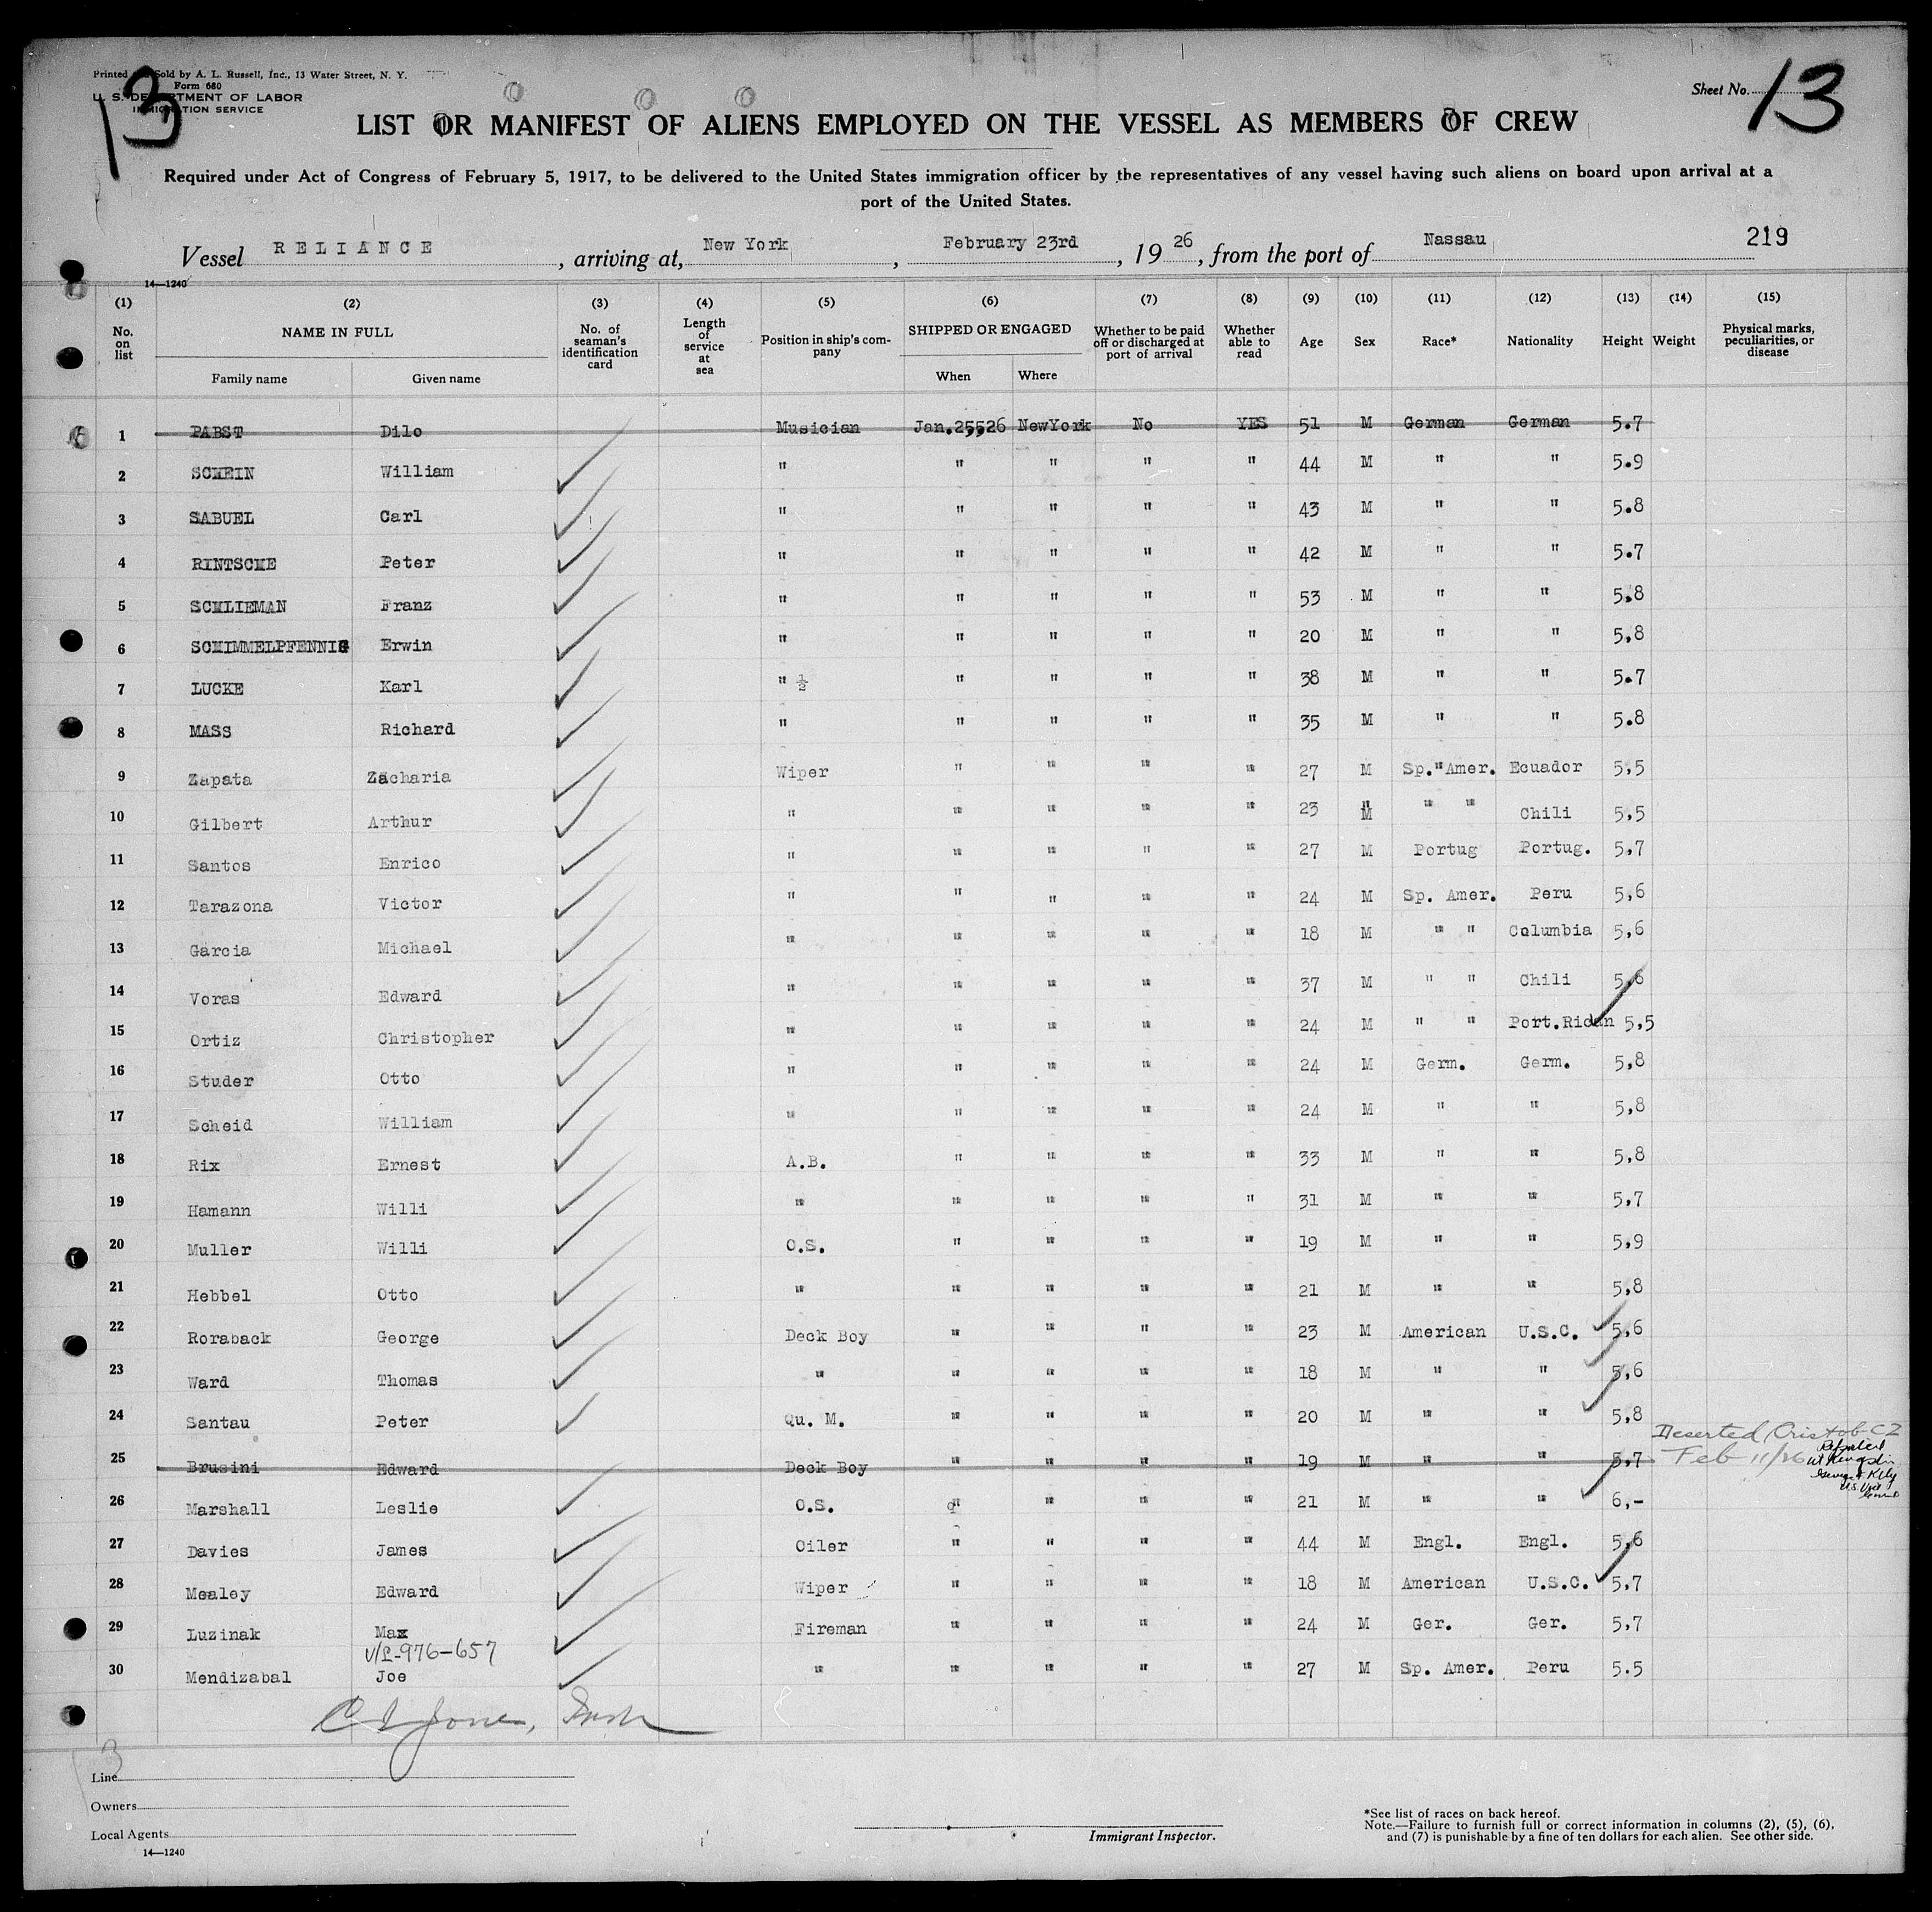 Printed and Sold by A. L. Russell, Inc., 13 Water Street, N. Y.
Form 680
U. S. DEPARTMENT OF LABOR
IMMIGRATION SERVICE
13
Sheet No. 13
LIST OR MANIFEST OF ALIENS EMPLOYED ON THE VESSEL AS MEMBERS OF CREW
Required under Act of Congress of February 5, 1917, to be delivered to the United States immigration officer by the representatives of any vessel having such aliens on board upon arrival at a
port of the United States.
Vessel RELIANCE, arriving at, New York, February 23rd, 1926, from the port of Nassau 219
14—1240
(1) (2) (3) (4) (5) (6) (7) (8) (9) (10) (11) (12) (13) (14) (15)
No. on list NAME IN FULL Family name Given name No. of seaman's identification card Length of service at sea Position in ship's company SHIPPED OR ENGAGED When Where Whether to be paid off or discharged at port of arrival Whether able to read Age Sex Race* Nationality Height Weight Physical marks, peculiarities, or disease
1 PABST Dilo Musician Jan.25,26 NewYork No YES 51 M German German 5.7
2 SCHEIN William " " " " " 44 M " " 5.9
3 SABUEL Carl " " " " " 43 M " " 5.8
4 RINTSCHE Peter " " " " " 42 M " " 5.7
5 SCHLIEMAN Franz " " " " " 53 M " " 5.8
6 SCHIMMELPFENNIG Erwin " " " " " 20 M " " 5,8
7 LUCKE Karl " ½ " " " " 38 M " " 5.7
8 MASS Richard " " " " " 35 M " " 5.8
9 Zapata Zacharia Wiper " " " " 27 M Sp. Amer. Ecuador 5,5
10 Gilbert Arthur " " " " " 23 M " " Chili 5,5
11 Santos Enrico " " " " " 27 M Portug Portug. 5,7
12 Tarazona Victor " " " " " 24 M Sp. Amer. Peru 5,6
13 Garcia Michael " " " " " 18 M " " Columbia 5,6
14 Voras Edward " " " " " 37 M " " Chili 5,6
15 Ortiz Christopher " " " " " 24 M " " Port.Rican 5,5
16 Studer Otto " " " " " 24 M Germ. Germ. 5,8
17 Scheid William " " " " " 24 M " " 5,8
18 Rix Ernest A.B. " " " " 33 M " " 5,8
19 Hamann Willi " " " " " 31 M " " 5,7
20 Muller Willi O.S. " " " " 19 M " " 5,9
21 Hebbel Otto " " " " " 21 M " " 5,8
22 Roraback George Deck Boy " " " " 23 M American U.S.C. 5,6
23 Ward Thomas " " " " " 18 M " " 5,6
24 Santau Peter Qu. M. " " " " 20 M " " 5,8
Deserted Cristob CZ
25 Brusini Edward Deck Boy " " " " 19 M " " 5,7 Feb 11/26
26 Marshall Leslie O.S. " " " " 21 M " " 6,-
27 Davies James Oiler " " " " 44 M Engl. Engl. 5,6
28 Mealey Edward Wiper " " " " 18 M American U.S.C. 5,7
29 Luzinak Max Fireman " " " " 24 M Ger. Ger. 5,7
V/L-976-657
30 Mendizabal Joe " " " " " 27 M Sp. Amer. Peru 5.5
C I Jones,
13
Line
Owners
Local Agents
14—1240
Immigrant Inspector.
*See list of races on back hereof.
Note.—Failure to furnish full or correct information in columns (2), (5), (6),
and (7) is punishable by a fine of ten dollars for each alien. See other side.